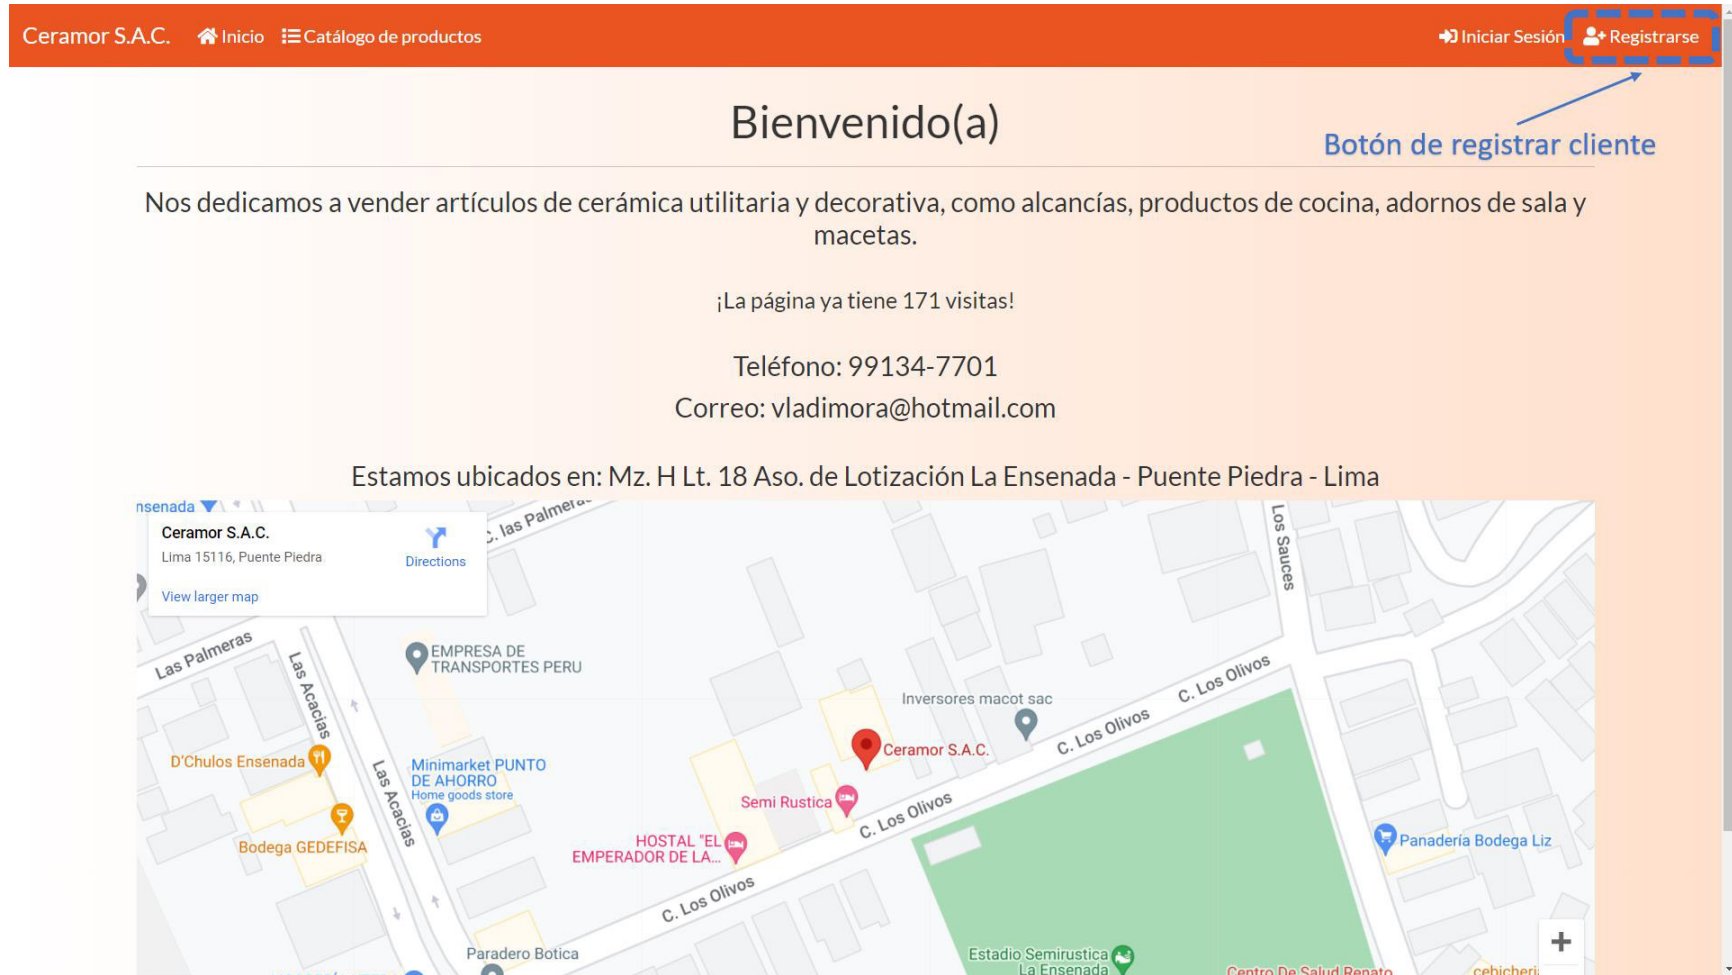 Ceramor S.A.C. Inicio Catálogo de productos Iniciar Sesión Registrarse
Bienvenido(a)
Botón de registrar cliente
Nos dedicamos a vender artículos de cerámica utilitaria y decorativa, como alcancías, productos de cocina, adornos de sala y
macetas.
¡La página ya tiene 171 visitas!
Teléfono: 99134-7701
Correo: vladimora@hotmail.com
Estamos ubicados en: Mz. H Lt. 18 Aso. de Lotización La Ensenada - Puente Piedra - Lima
nsenada
Ceramor S.A.C.
Lima 15116, Puente Piedra
Directions
View larger map
C. las Palmeras
Los Sauces
Las Palmeras
Las Acacias
EMPRESA DE
TRANSPORTES PERU
Inversores macot sac
C. Los Olivos
C. Los Olivos
Ceramor S.A.C.
D'Chulos Ensenada
Las Acacias
Minimarket PUNTO
DE AHORRO
Home goods store
Semi Rustica
C. Los Olivos
Bodega GEDEFISA
HOSTAL "EL
EMPERADOR DE LA...
Panadería Bodega Liz
C. Los Olivos
Paradero Botica
Estadio Semirustica
La Ensenada
Centro De Salud Renato
cebicheri
+